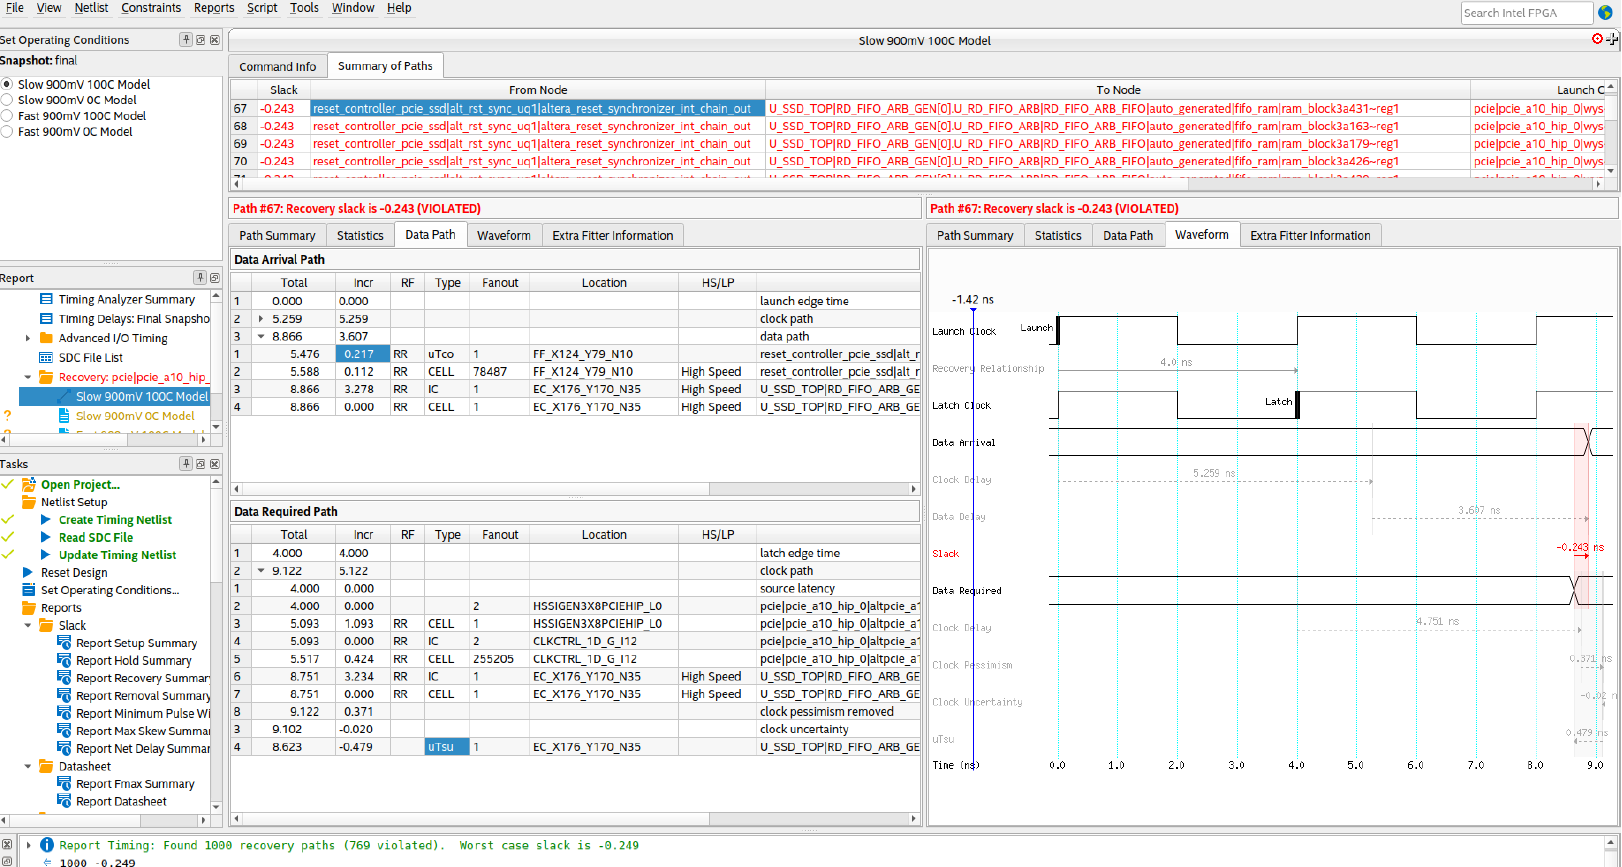 File View Netlist Constraints Reports Script Tools Window Help
Search Intel FPGA
Set Operating Conditions
Snapshot: final
Slow 900mV 100C Model
Slow 900mV 0C Model
Fast 900mV 100C Model
Fast 900mV 0C Model
Report
Timing Analyzer Summary
Timing Delays: Final Snapsho
Advanced I/O Timing
SDC File List
Recovery: pcie|pcie_a10_hip_
Slow 900mV 100C Model
Slow 900mV 0C Model
Tasks
Open Project...
Netlist Setup
Create Timing Netlist
Read SDC File
Update Timing Netlist
Reset Design
Set Operating Conditions...
Reports
Slack
Report Setup Summary
Report Hold Summary
Report Recovery Summary
Report Removal Summary
Report Minimum Pulse Wi
Report Max Skew Summar
Report Net Delay Summar
Datasheet
Report Fmax Summary
Report Datasheet
Slow 900mV 100C Model
Command Info Summary of Paths
Slack From Node To Node Launch C
67 -0.243 reset_controller_pcie_ssd|alt_rst_sync_uq1|altera_reset_synchronizer_int_chain_out U_SSD_TOP|RD_FIFO_ARB_GEN[0].U_RD_FIFO_ARB|RD_FIFO_ARB_FIFO|auto_generated|fifo_ram|ram_block3a431~reg1 pcie|pcie_a10_hip_0|wys
68 -0.243 reset_controller_pcie_ssd|alt_rst_sync_uq1|altera_reset_synchronizer_int_chain_out U_SSD_TOP|RD_FIFO_ARB_GEN[0].U_RD_FIFO_ARB|RD_FIFO_ARB_FIFO|auto_generated|fifo_ram|ram_block3a163~reg1 pcie|pcie_a10_hip_0|wys
69 -0.243 reset_controller_pcie_ssd|alt_rst_sync_uq1|altera_reset_synchronizer_int_chain_out U_SSD_TOP|RD_FIFO_ARB_GEN[0].U_RD_FIFO_ARB|RD_FIFO_ARB_FIFO|auto_generated|fifo_ram|ram_block3a179~reg1 pcie|pcie_a10_hip_0|wys
70 -0.243 reset_controller_pcie_ssd|alt_rst_sync_uq1|altera_reset_synchronizer_int_chain_out U_SSD_TOP|RD_FIFO_ARB_GEN[0].U_RD_FIFO_ARB|RD_FIFO_ARB_FIFO|auto_generated|fifo_ram|ram_block3a426~reg1 pcie|pcie_a10_hip_0|wys
Path #67: Recovery slack is -0.243 (VIOLATED)
Path Summary Statistics Data Path Waveform Extra Fitter Information
Data Arrival Path
Total Incr RF Type Fanout Location HS/LP
1 0.000 0.000 launch edge time
2 5.259 5.259 clock path
3 8.866 3.607 data path
1 5.476 0.217 RR uTco 1 FF_X124_Y79_N10 reset_controller_pcie_ssd|alt_r
2 5.588 0.112 RR CELL 78487 FF_X124_Y79_N10 High Speed reset_controller_pcie_ssd|alt_r
3 8.866 3.278 RR IC 1 EC_X176_Y170_N35 High Speed U_SSD_TOP|RD_FIFO_ARB_GE
4 8.866 0.000 RR CELL 1 EC_X176_Y170_N35 High Speed U_SSD_TOP|RD_FIFO_ARB_GE
Data Required Path
Total Incr RF Type Fanout Location HS/LP
1 4.000 4.000 latch edge time
2 9.122 5.122 clock path
1 4.000 0.000 source latency
2 4.000 0.000 2 HSSIGEN3X8PCIEHIP_L0 pcie|pcie_a10_hip_0|altpcie_a1
3 5.093 1.093 RR CELL 1 HSSIGEN3X8PCIEHIP_L0 pcie|pcie_a10_hip_0|altpcie_a1
4 5.093 0.000 RR IC 2 CLKCTRL_1D_G_I12 pcie|pcie_a10_hip_0|altpcie_a1
5 5.517 0.424 RR CELL 255205 CLKCTRL_1D_G_I12 pcie|pcie_a10_hip_0|altpcie_a1
6 8.751 3.234 RR IC 1 EC_X176_Y170_N35 High Speed U_SSD_TOP|RD_FIFO_ARB_GE
7 8.751 0.000 RR CELL 1 EC_X176_Y170_N35 High Speed U_SSD_TOP|RD_FIFO_ARB_GE
8 9.122 0.371 clock pessimism removed
3 9.102 -0.020 clock uncertainty
4 8.623 -0.479 uTsu 1 EC_X176_Y170_N35 U_SSD_TOP|RD_FIFO_ARB_GE
Path #67: Recovery slack is -0.243 (VIOLATED)
Path Summary Statistics Data Path Waveform Extra Fitter Information
-1.42 ns
Launch Clock Launch
Recovery Relationship 4.0 ns
Latch Clock Latch
Data Arrival
Clock Delay 5.259 ns
Data Delay 3.607 ns
Slack -0.243 ns
Data Required
Clock Delay 4.751 ns
Clock Pessimism 0.371 ns
Clock Uncertainty -0.02 n
uTsu 0.479 ns
Time (ns) 0.0 1.0 2.0 3.0 4.0 5.0 6.0 7.0 8.0 9.0
Report Timing: Found 1000 recovery paths (769 violated). Worst case slack is -0.249
1000 -0.249